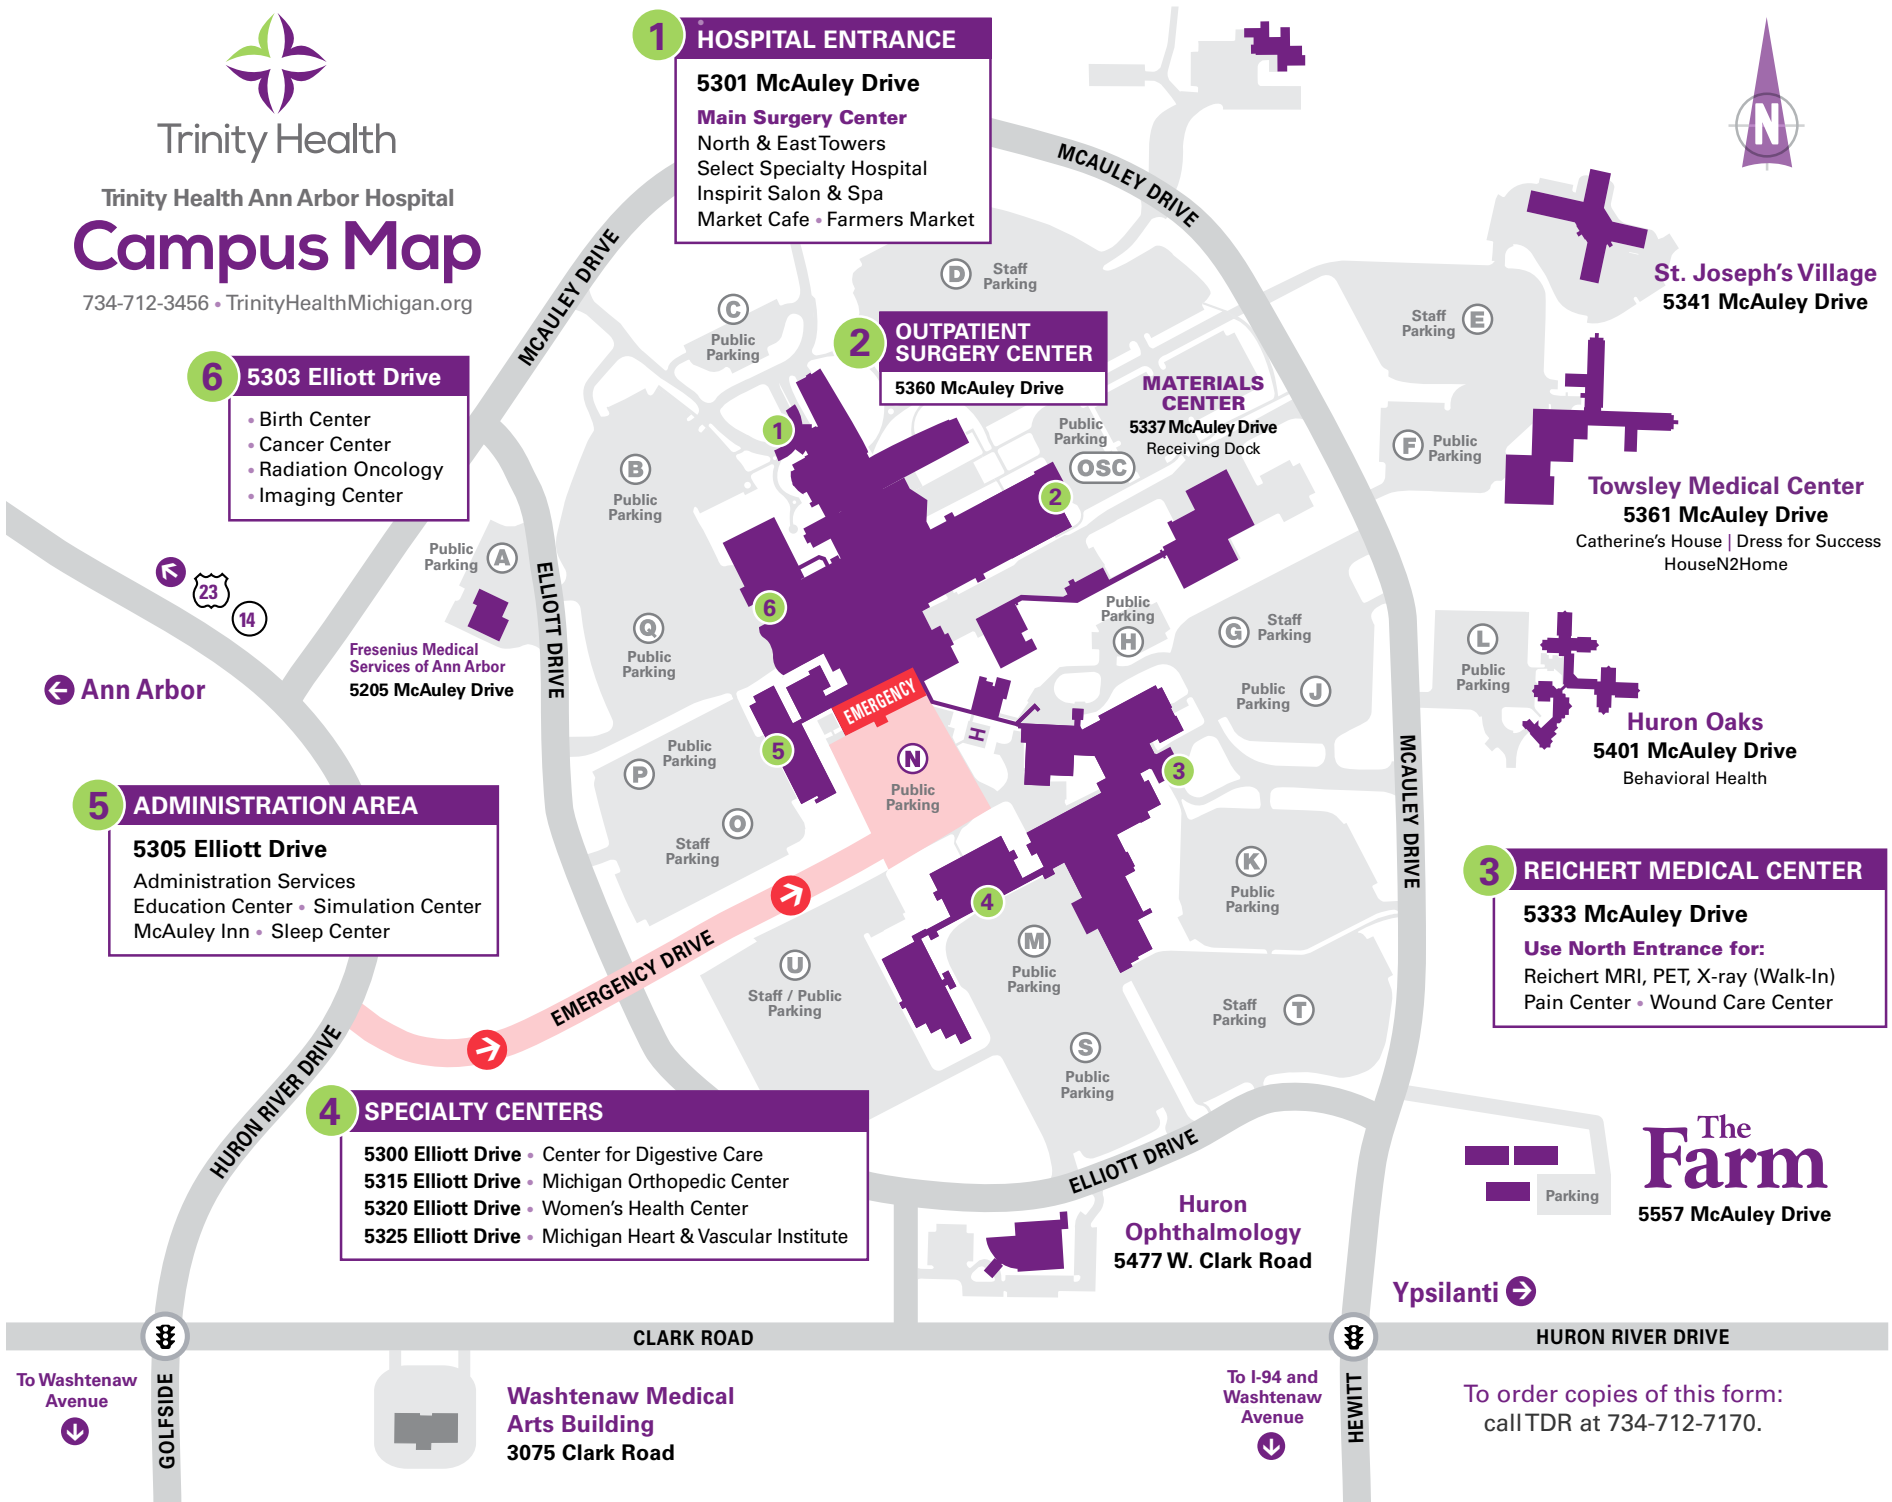 Trinity Health
Trinity Health Ann Arbor Hospital
Campus Map
734-712-3456 • TrinityHealthMichigan.org
1
HOSPITAL ENTRANCE
5301 McAuley Drive
Main Surgery Center
North & East Towers
Select Specialty Hospital
Inspirit Salon & Spa
Market Cafe • Farmers Market
N
MCAULEY DRIVE
MCAULEY DRIVE
D
Staff
Parking
C
Public
Parking
2
OUTPATIENT
SURGERY CENTER
5360 McAuley Drive
St. Joseph's Village
5341 McAuley Drive
Staff
Parking
E
6
5303 Elliott Drive
• Birth Center
• Cancer Center
• Radiation Oncology
• Imaging Center
MATERIALS
CENTER
5337 McAuley Drive
Receiving Dock
Public
Parking
OSC
1
2
F
Public
Parking
Towsley Medical Center
5361 McAuley Drive
Catherine's House | Dress for Success
HouseN2Home
B
Public
Parking
Public
Parking
A
23
14
ELLIOTT DRIVE
Fresenius Medical
Services of Ann Arbor
5205 McAuley Drive
Ann Arbor
6
Q
Public
Parking
Public
Parking
H
G
Staff
Parking
Public
Parking
J
L
Public
Parking
Huron Oaks
5401 McAuley Drive
Behavioral Health
EMERGENCY
H
N
Public
Parking
5
3
P
Public
Parking
O
Staff
Parking
MCAULEY DRIVE
5
ADMINISTRATION AREA
5305 Elliott Drive
Administration Services
Education Center • Simulation Center
McAuley Inn • Sleep Center
K
Public
Parking
3
REICHERT MEDICAL CENTER
5333 McAuley Drive
Use North Entrance for:
Reichert MRI, PET, X-ray (Walk-In)
Pain Center • Wound Care Center
4
M
Public
Parking
U
Staff / Public
Parking
EMERGENCY DRIVE
Staff
Parking
T
S
Public
Parking
HURON RIVER DRIVE
4
SPECIALTY CENTERS
5300 Elliott Drive • Center for Digestive Care
5315 Elliott Drive • Michigan Orthopedic Center
5320 Elliott Drive • Women's Health Center
5325 Elliott Drive • Michigan Heart & Vascular Institute
ELLIOTT DRIVE
Huron
Ophthalmology
5477 W. Clark Road
The
Farm
5557 McAuley Drive
Parking
Ypsilanti
CLARK ROAD
HURON RIVER DRIVE
To Washtenaw
Avenue
GOLFSIDE
Washtenaw Medical
Arts Building
3075 Clark Road
To I-94 and
Washtenaw
Avenue
HEWITT
To order copies of this form:
call TDR at 734-712-7170.